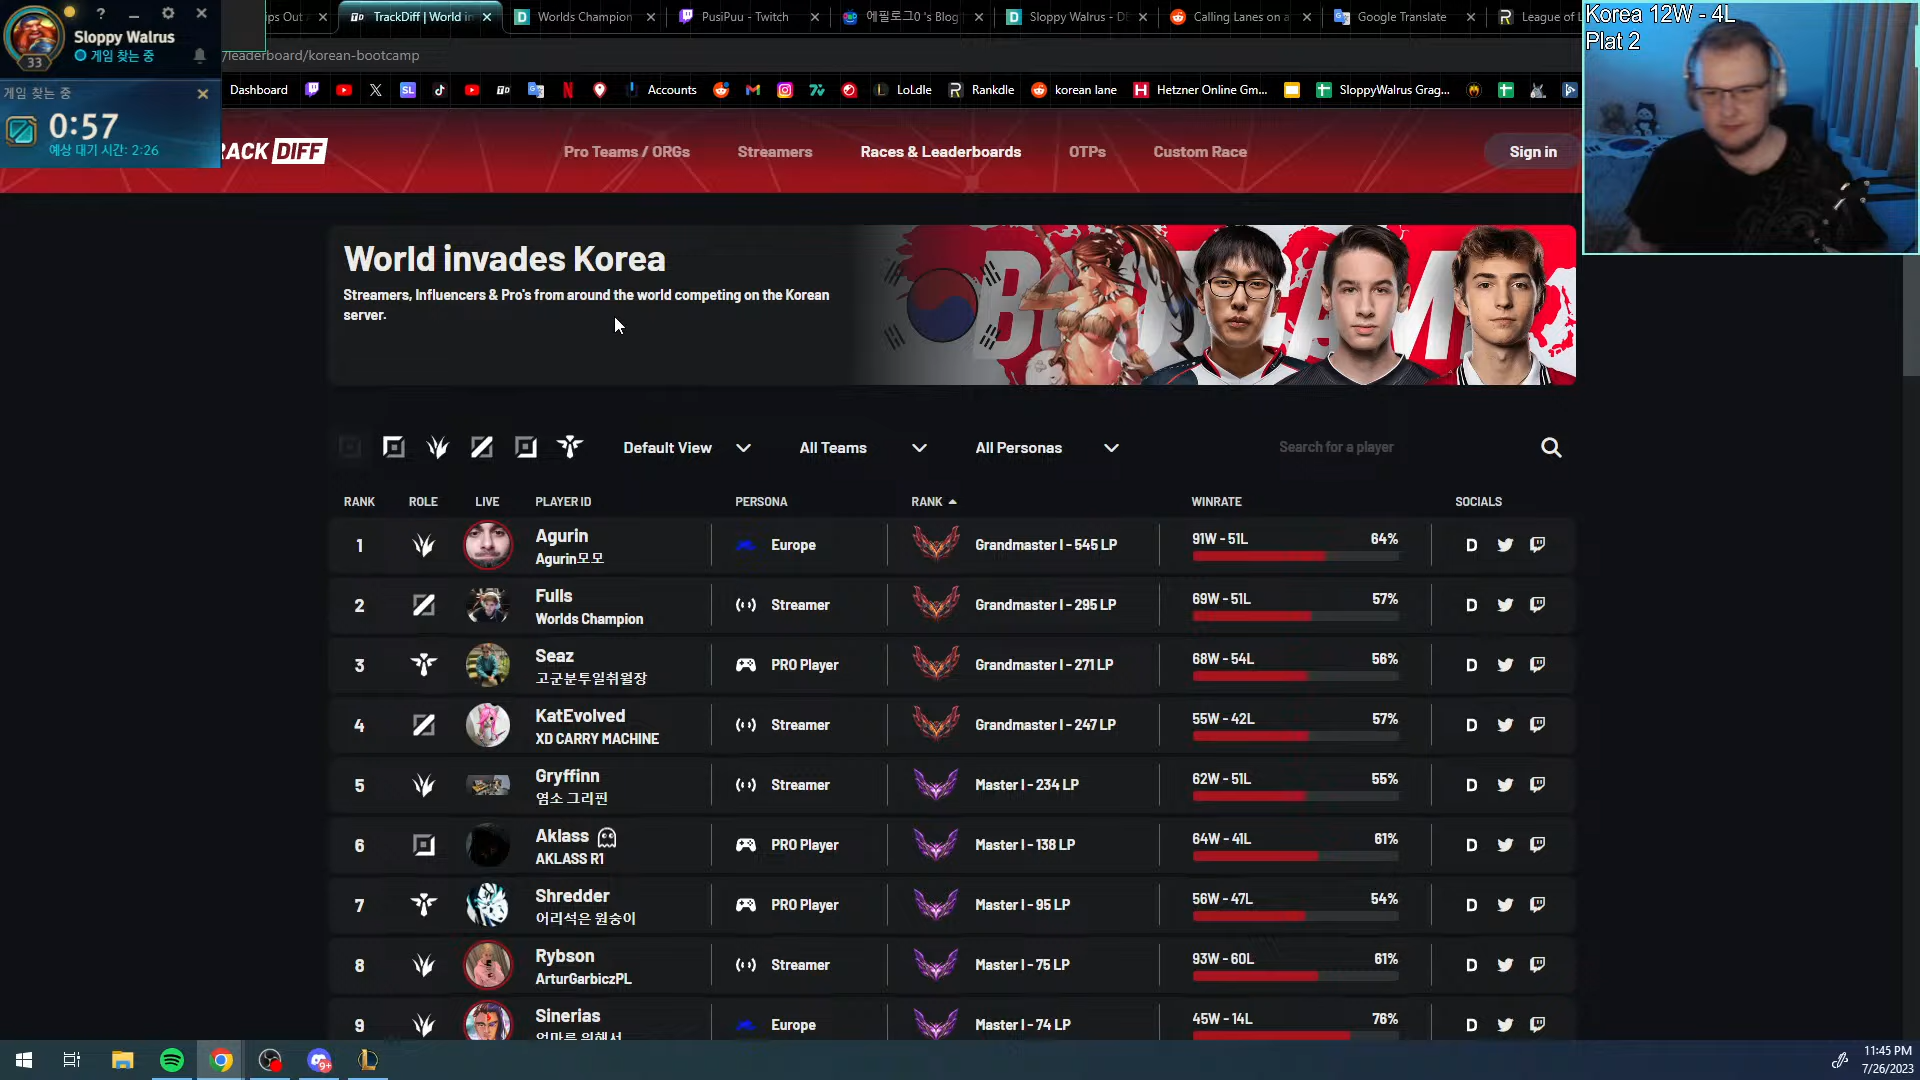 Sloppy Walrus
게임 찾는 중
33
게임 찾는 중
0:57
예상 대기 시간: 2:26
TrackDiff | World in
Worlds Champion
PusiPuu - Twitch
에필로그0 's Blog
Sloppy Walrus - D
Calling Lanes on a
Google Translate
League of L
/leaderboard/korean-bootcamp
Dashboard
Accounts
LoLdle
Rankdle
korean lane
Hetzner Online Gm...
SloppyWalrus Grag...
Korea 12W - 4L
Plat 2
RACK DIFF
Pro Teams / ORGs
Streamers
Races & Leaderboards
OTPs
Custom Race
Sign in
World invades Korea
Streamers, Influencers & Pro's from around the world competing on the Korean
server.
Default View
All Teams
All Personas
Search for a player
RANK ROLE LIVE PLAYER ID PERSONA RANK WINRATE SOCIALS
1 Agurin Europe Grandmaster I - 545 LP 91W - 51L 64% D
Agurin모모
2 Fulls Streamer Grandmaster I - 295 LP 69W - 51L 57% D
Worlds Champion
3 Seaz PRO Player Grandmaster I - 271 LP 68W - 54L 56% D
고군분투일취월장
4 KatEvolved Streamer Grandmaster I - 247 LP 55W - 42L 57% D
XD CARRY MACHINE
5 Gryffinn Streamer Master I - 234 LP 62W - 51L 55% D
염소 그리핀
6 Aklass PRO Player Master I - 138 LP 64W - 41L 61% D
AKLASS R1
7 Shredder PRO Player Master I - 95 LP 56W - 47L 54% D
어리석은 원숭이
8 Rybson Streamer Master I - 75 LP 93W - 60L 61% D
ArturGarbiczPL
9 Sinerias Europe Master I - 74 LP 45W - 14L 76% D
11:45 PM
7/26/2023